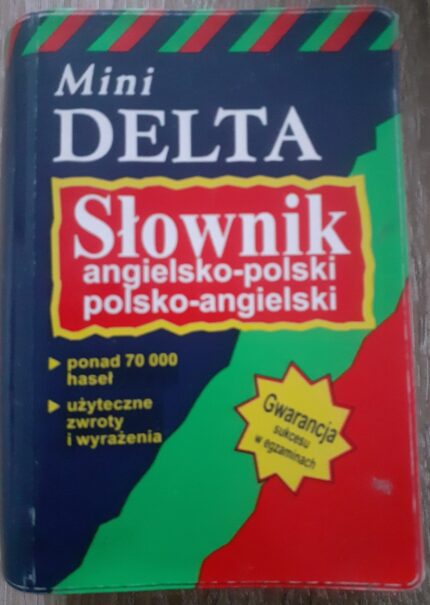 Mini
DELTA
Słownik
angielsko-polski
polsko-angielski
ponad 70 000
haseł
użyteczne
zwroty
i wyrażenia
Gwarancja
sukcesu
w egzaminach